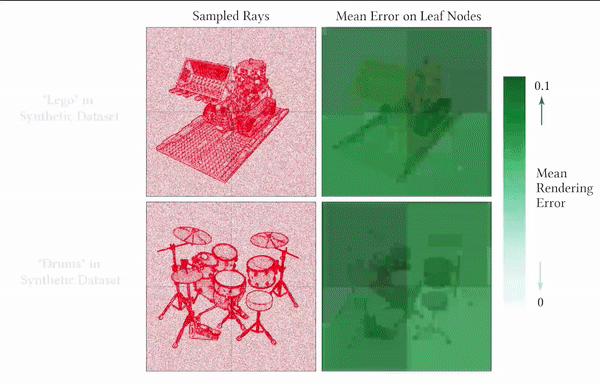 Sampled Rays
Mean Error on Leaf Nodes
"Lego" in
Synthetic Dataset
0.1
Mean
Rendering
Error
0
"Drums" in
Synthetic Dataset